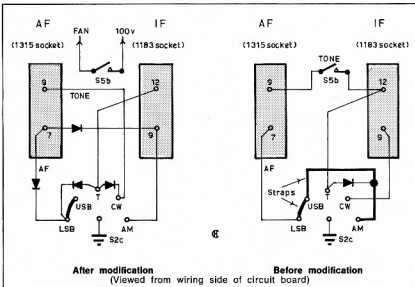 AF IF AF IF
FAN 100v
(1315 socket) (1183 socket) (1315 socket) (1183 socket)
S5b TONE S5b
9 12 9 12
TONE
7 9 7 9
AF AF
Straps
USB T CW USB T CW
LSB AM LSB AM
S2c S2c
After modification Before modification
(Viewed from wiring side of circuit board)